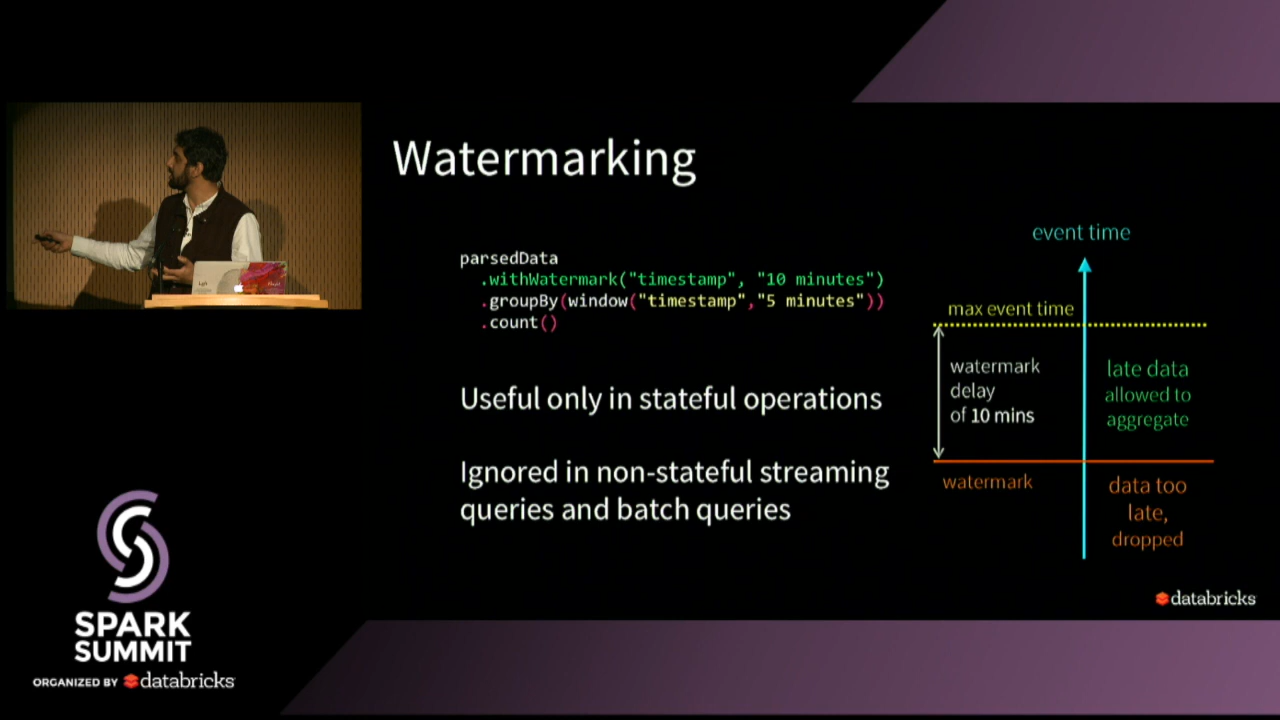 Watermarking
parsedData
.withWatermark("timestamp", "10 minutes")
.groupBy(window("timestamp","5 minutes"))
.count()
Useful only in stateful operations
Ignored in non-stateful streaming
queries and batch queries
event time
max event time
watermark
delay
of 10 mins
late data
allowed to
aggregate
watermark
data too
late,
dropped
databricks
SPARK
SUMMIT
ORGANIZED BY databricks